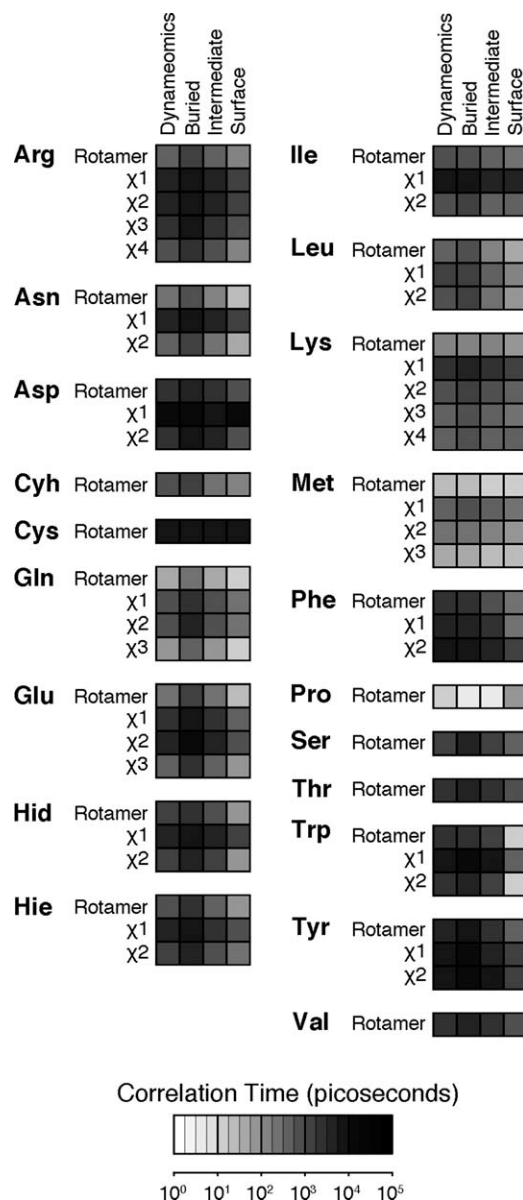 Dynameomics Buried Intermediate Surface
Arg Rotamer
χ1
χ2
χ3
χ4
Asn Rotamer
χ1
χ2
Asp Rotamer
χ1
χ2
Cyh Rotamer
Cys Rotamer
Gln Rotamer
χ1
χ2
χ3
Glu Rotamer
χ1
χ2
χ3
Hid Rotamer
χ1
χ2
Hie Rotamer
χ1
χ2
Dynameomics Buried Intermediate Surface
Ile Rotamer
χ1
χ2
Leu Rotamer
χ1
χ2
Lys Rotamer
χ1
χ2
χ3
χ4
Met Rotamer
χ1
χ2
χ3
Phe Rotamer
χ1
χ2
Pro Rotamer
Ser Rotamer
Thr Rotamer
Trp Rotamer
χ1
χ2
Tyr Rotamer
χ1
χ2
Val Rotamer
Correlation Time (picoseconds)
10⁰ 10¹ 10² 10³ 10⁴ 10⁵